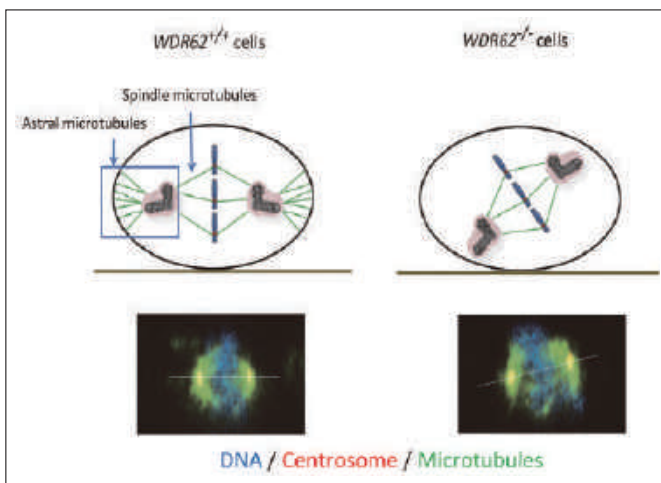 WDR62+/+ cells
WDR62-/- cells
Spindle microtubules
Astral microtubules
DNA / Centrosome / Microtubules